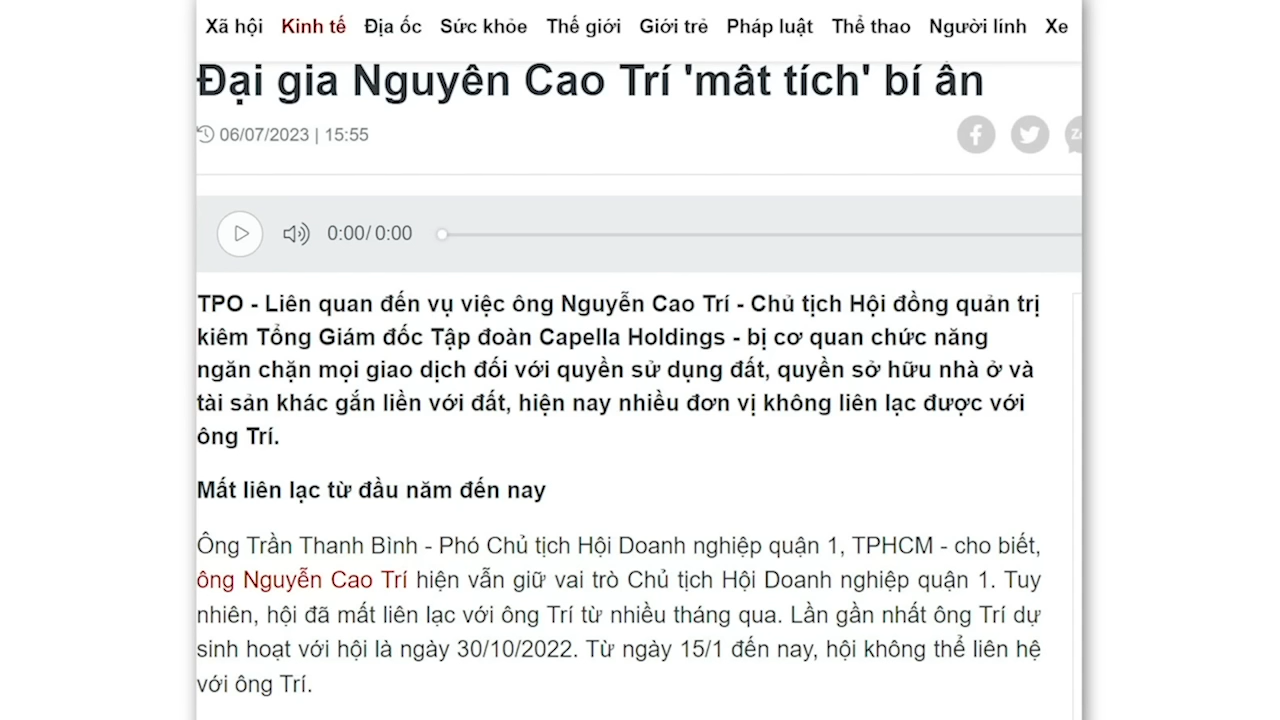 Xã hội Kinh tế Địa ốc Sức khỏe Thế giới Giới trẻ Pháp luật Thể thao Người lính Xe
Đại gia Nguyễn Cao Trí 'mất tích' bí ẩn
06/07/2023 | 15:55
0:00/ 0:00
TPO - Liên quan đến vụ việc ông Nguyễn Cao Trí - Chủ tịch Hội đồng quản trị
kiêm Tổng Giám đốc Tập đoàn Capella Holdings - bị cơ quan chức năng
ngăn chặn mọi giao dịch đối với quyền sử dụng đất, quyền sở hữu nhà ở và
tài sản khác gắn liền với đất, hiện nay nhiều đơn vị không liên lạc được với
ông Trí.
Mất liên lạc từ đầu năm đến nay
Ông Trần Thanh Bình - Phó Chủ tịch Hội Doanh nghiệp quận 1, TPHCM - cho biết,
ông Nguyễn Cao Trí hiện vẫn giữ vai trò Chủ tịch Hội Doanh nghiệp quận 1. Tuy
nhiên, hội đã mất liên lạc với ông Trí từ nhiều tháng qua. Lần gần nhất ông Trí dự
sinh hoạt với hội là ngày 30/10/2022. Từ ngày 15/1 đến nay, hội không thể liên hệ
với ông Trí.